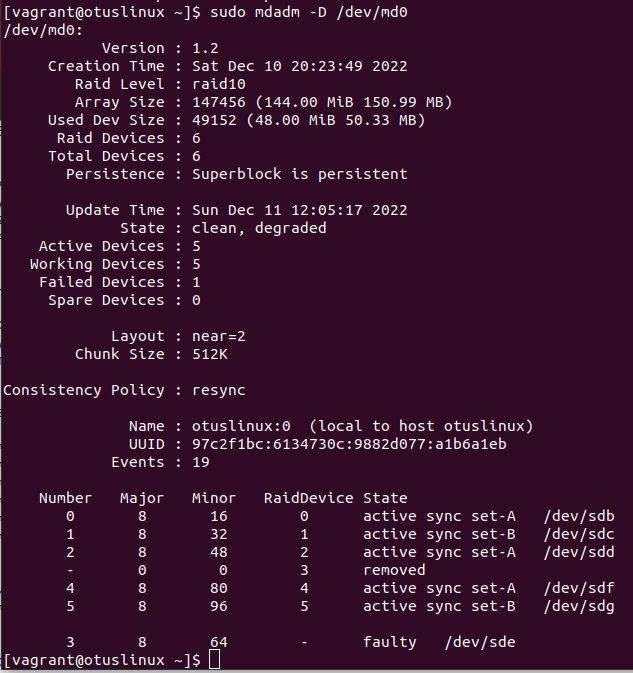 [vagrant@otuslinux ~]$ sudo mdadm -D /dev/md0
/dev/md0:
Version : 1.2
Creation Time : Sat Dec 10 20:23:49 2022
Raid Level : raid10
Array Size : 147456 (144.00 MiB 150.99 MB)
Used Dev Size : 49152 (48.00 MiB 50.33 MB)
Raid Devices : 6
Total Devices : 6
Persistence : Superblock is persistent
Update Time : Sun Dec 11 12:05:17 2022
State : clean, degraded
Active Devices : 5
Working Devices : 5
Failed Devices : 1
Spare Devices : 0
Layout : near=2
Chunk Size : 512K
Consistency Policy : resync
Name : otuslinux:0 (local to host otuslinux)
UUID : 97c2f1bc:6134730c:9882d077:a1b6a1eb
Events : 19
Number Major Minor RaidDevice State
0 8 16 0 active sync set-A /dev/sdb
1 8 32 1 active sync set-B /dev/sdc
2 8 48 2 active sync set-A /dev/sdd
- 0 0 3 removed
4 8 80 4 active sync set-A /dev/sdf
5 8 96 5 active sync set-B /dev/sdg
3 8 64 - faulty /dev/sde
[vagrant@otuslinux ~]$